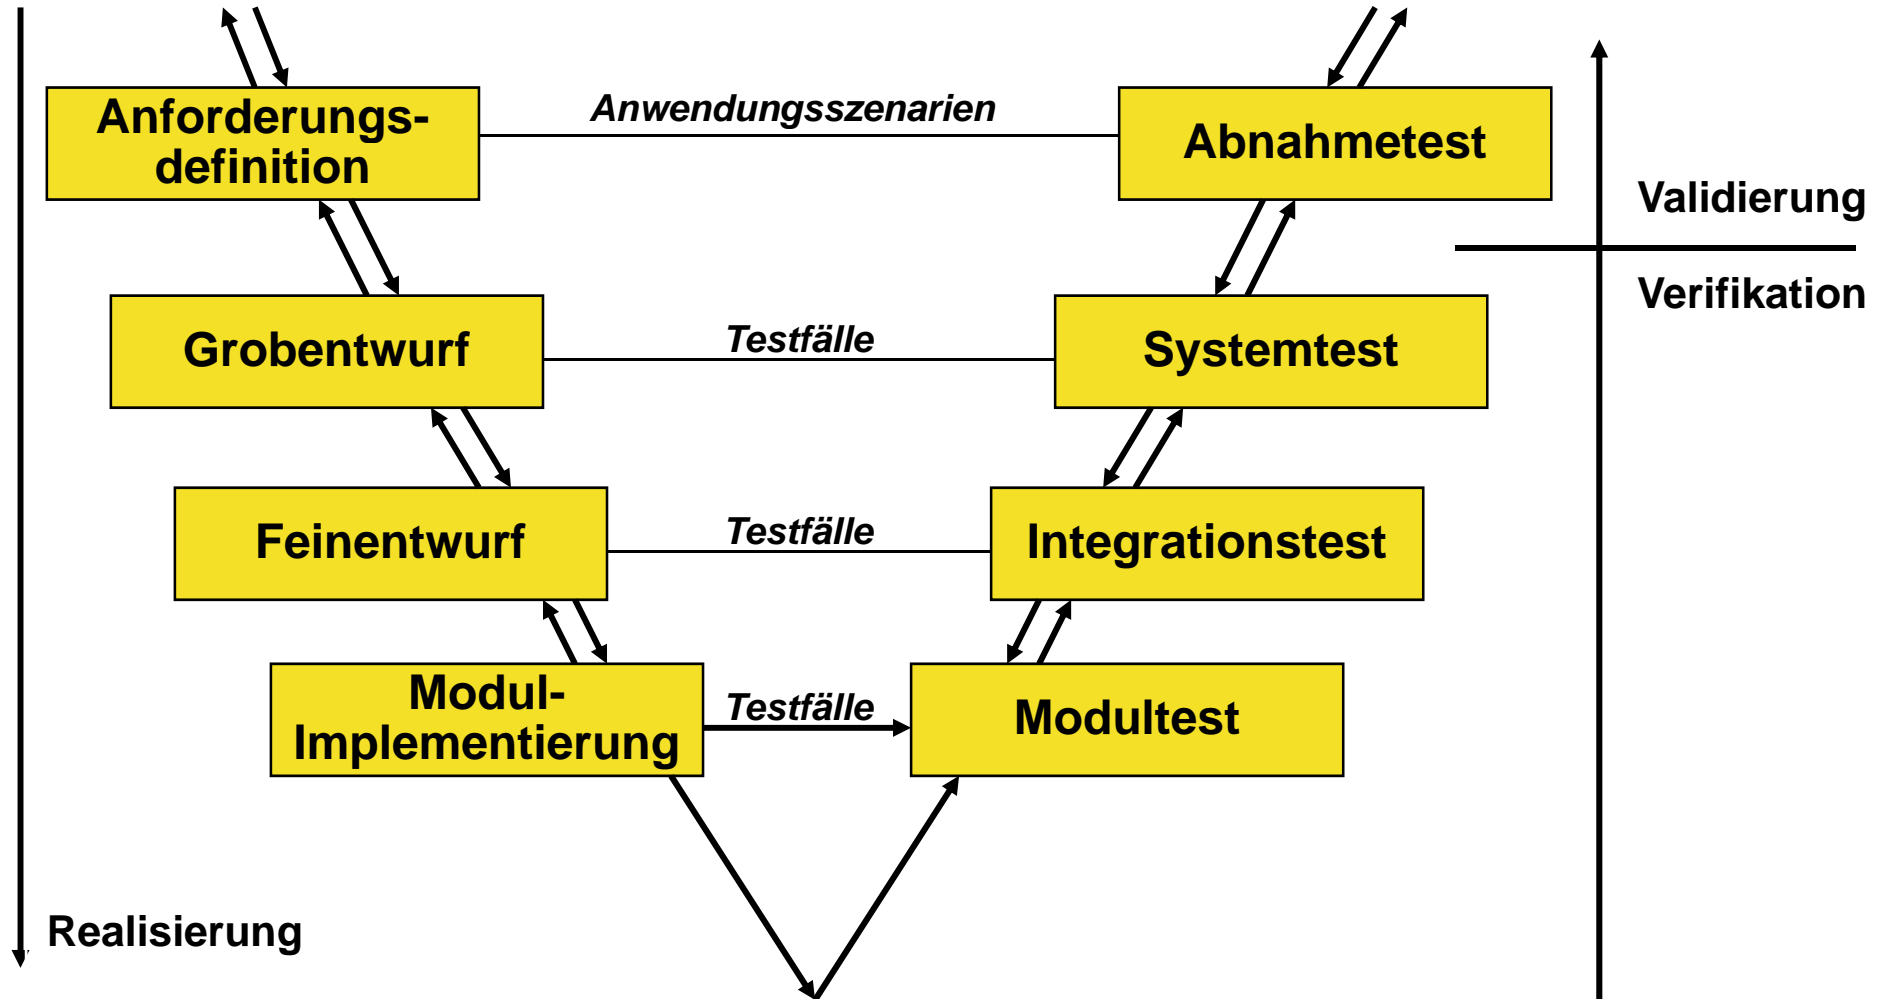 Anforderungs-
definition
Anwendungsszenarien
Abnahmetest
Validierung
Verifikation
Grobentwurf
Testfälle
Systemtest
Feinentwurf
Testfälle
Integrationstest
Modul-
Implementierung
Testfälle
Modultest
Realisierung